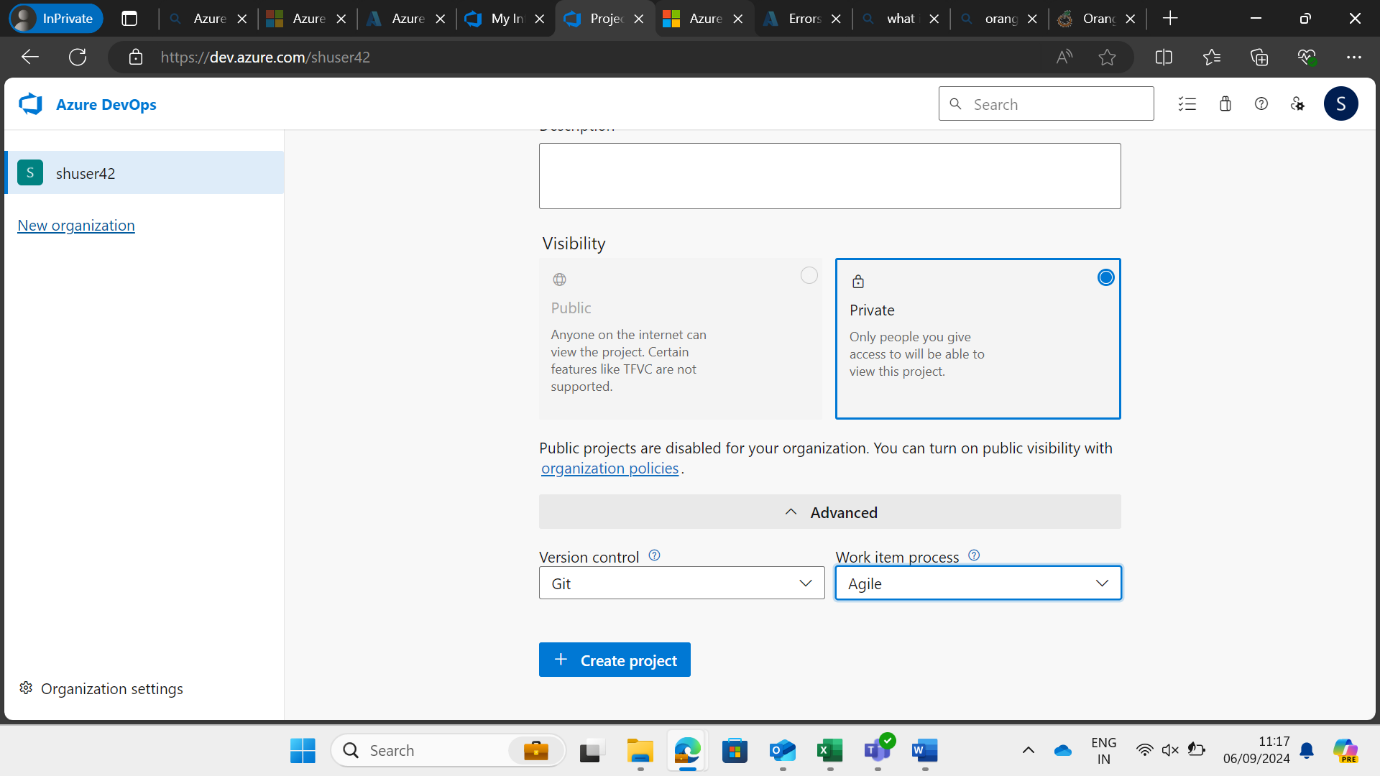 InPrivate
Azure
Azure
Azure
My In
Projec
Azure
Errors
what
orang
Orang
https://dev.azure.com/shuser42
Azure DevOps
Search
S
S
shuser42
New organization
Description
Visibility
Public
Anyone on the internet can
view the project. Certain
features like TFVC are not
supported.
Private
Only people you give
access to will be able to
view this project.
Public projects are disabled for your organization. You can turn on public visibility with
organization policies.
Advanced
Version control
Work item process
Git
Agile
Create project
Organization settings
Search
ENG
IN
11:17
06/09/2024
PRE